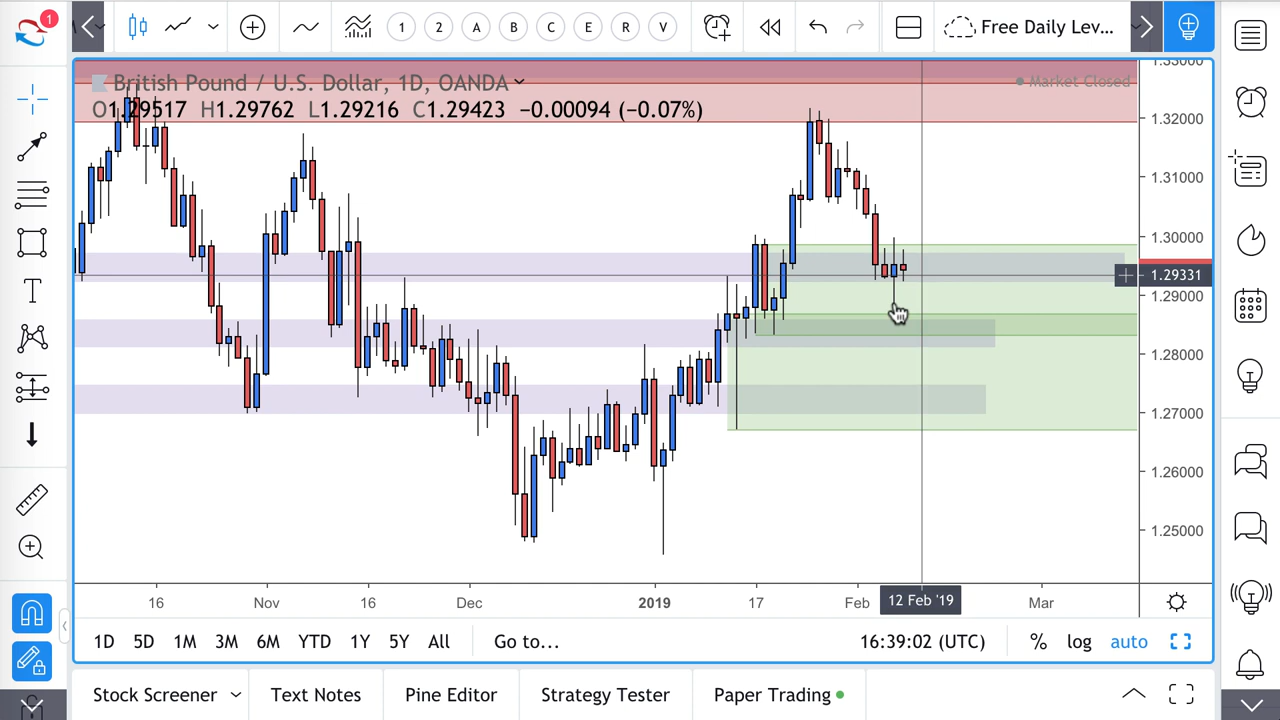 1
1 2 A B C E R V
Free Daily Lev...
British Pound / U.S. Dollar, 1D, OANDA
Market Closed
O1.29517 H1.29762 L1.29216 C1.29423 −0.00094 (−0.07%)
1.33000
1.32000
1.31000
1.30000
1.29331
1.29000
1.28000
1.27000
1.26000
1.25000
16 Nov 16 Dec 2019 17 Feb 12 Feb '19 Mar
1D 5D 1M 3M 6M YTD 1Y 5Y All Go to... 16:39:02 (UTC) % log auto
Stock Screener Text Notes Pine Editor Strategy Tester Paper Trading